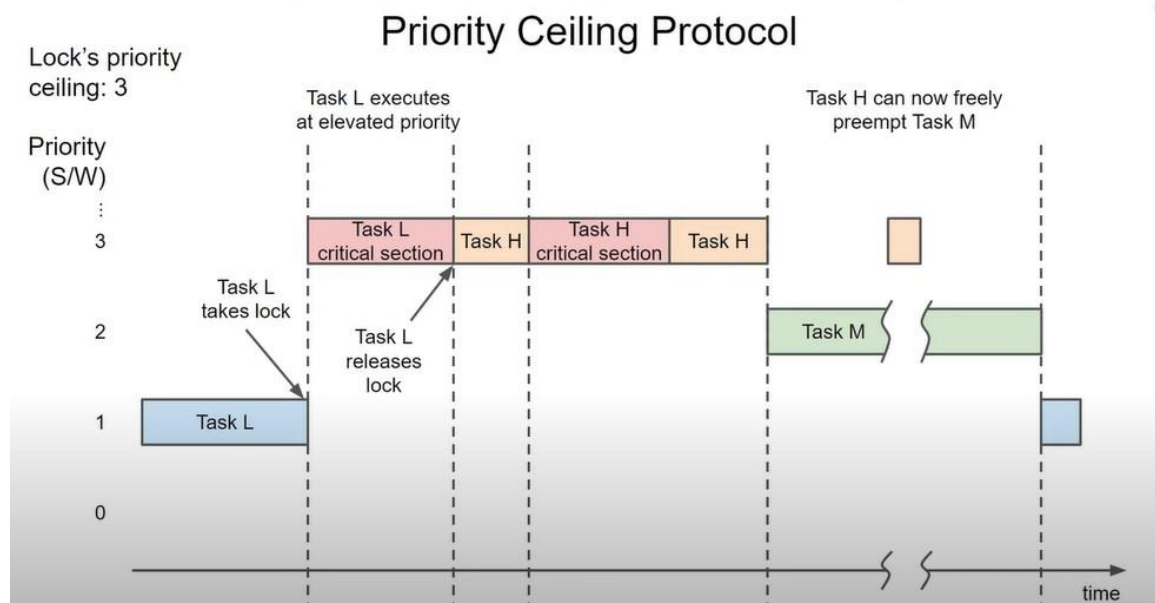 Priority Ceiling Protocol
Lock's priority
ceiling: 3
Task L executes
at elevated priority
Task H can now freely
preempt Task M
Priority
(S/W)
⋮
3
Task L
critical section
Task H
Task H
critical section
Task H
Task L
takes lock
Task L
releases
lock
2
Task M
1
Task L
0
time